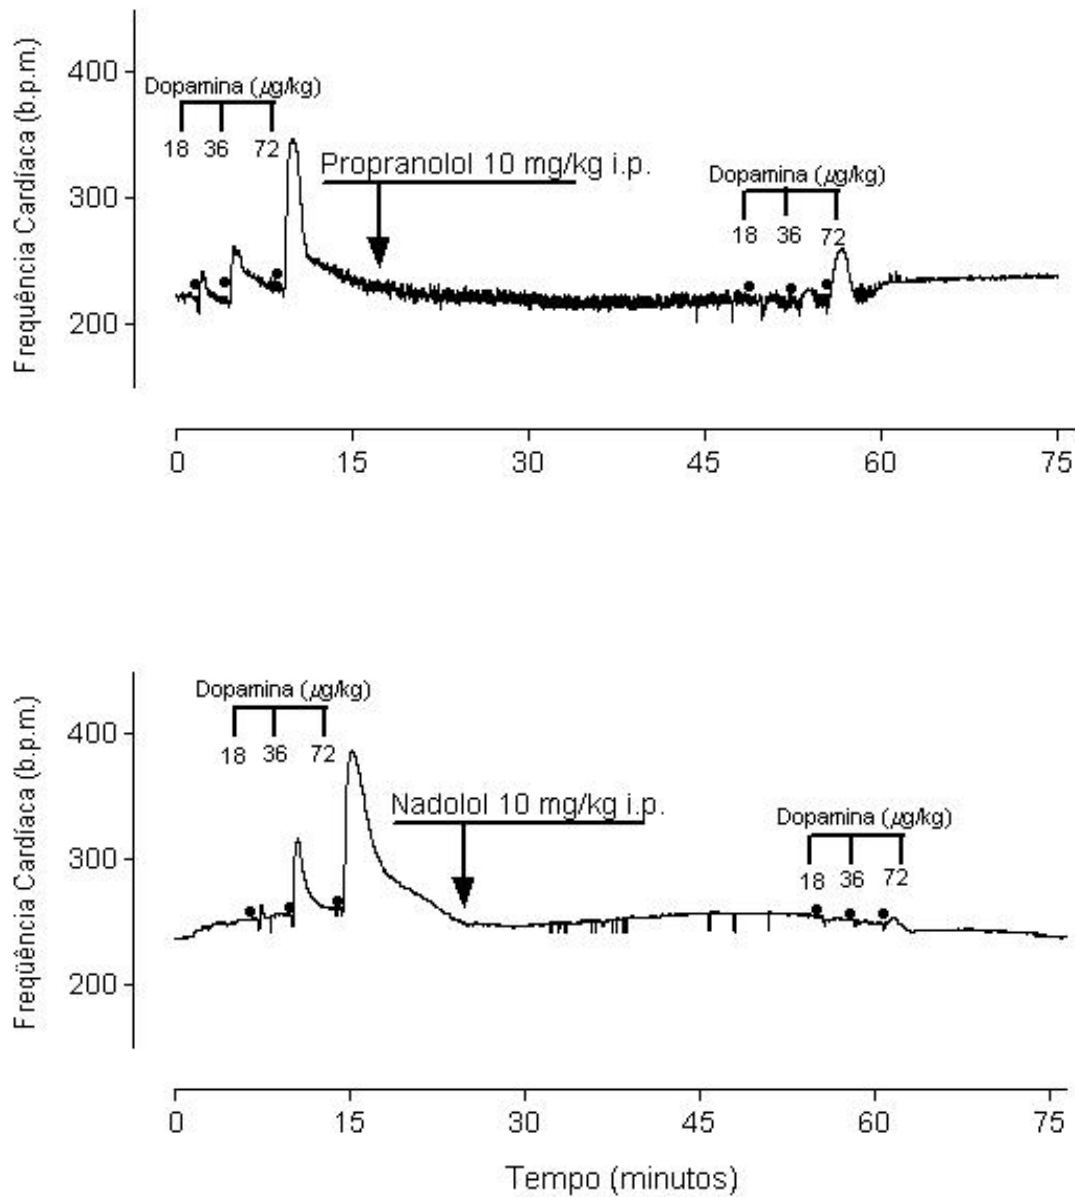 Frequência Cardíaca (b.p.m.)
400
300
200
Dopamina (μg/kg)
18 36 72
Propranolol 10 mg/kg i.p.
Dopamina (μg/kg)
18 36 72
0 15 30 45 60 75
Freqüência Cardíaca (b.p.m.)
400
300
200
Dopamina (μg/kg)
18 36 72
Nadolol 10 mg/kg i.p.
Dopamina (μg/kg)
18 36 72
0 15 30 45 60 75
Tempo (minutos)